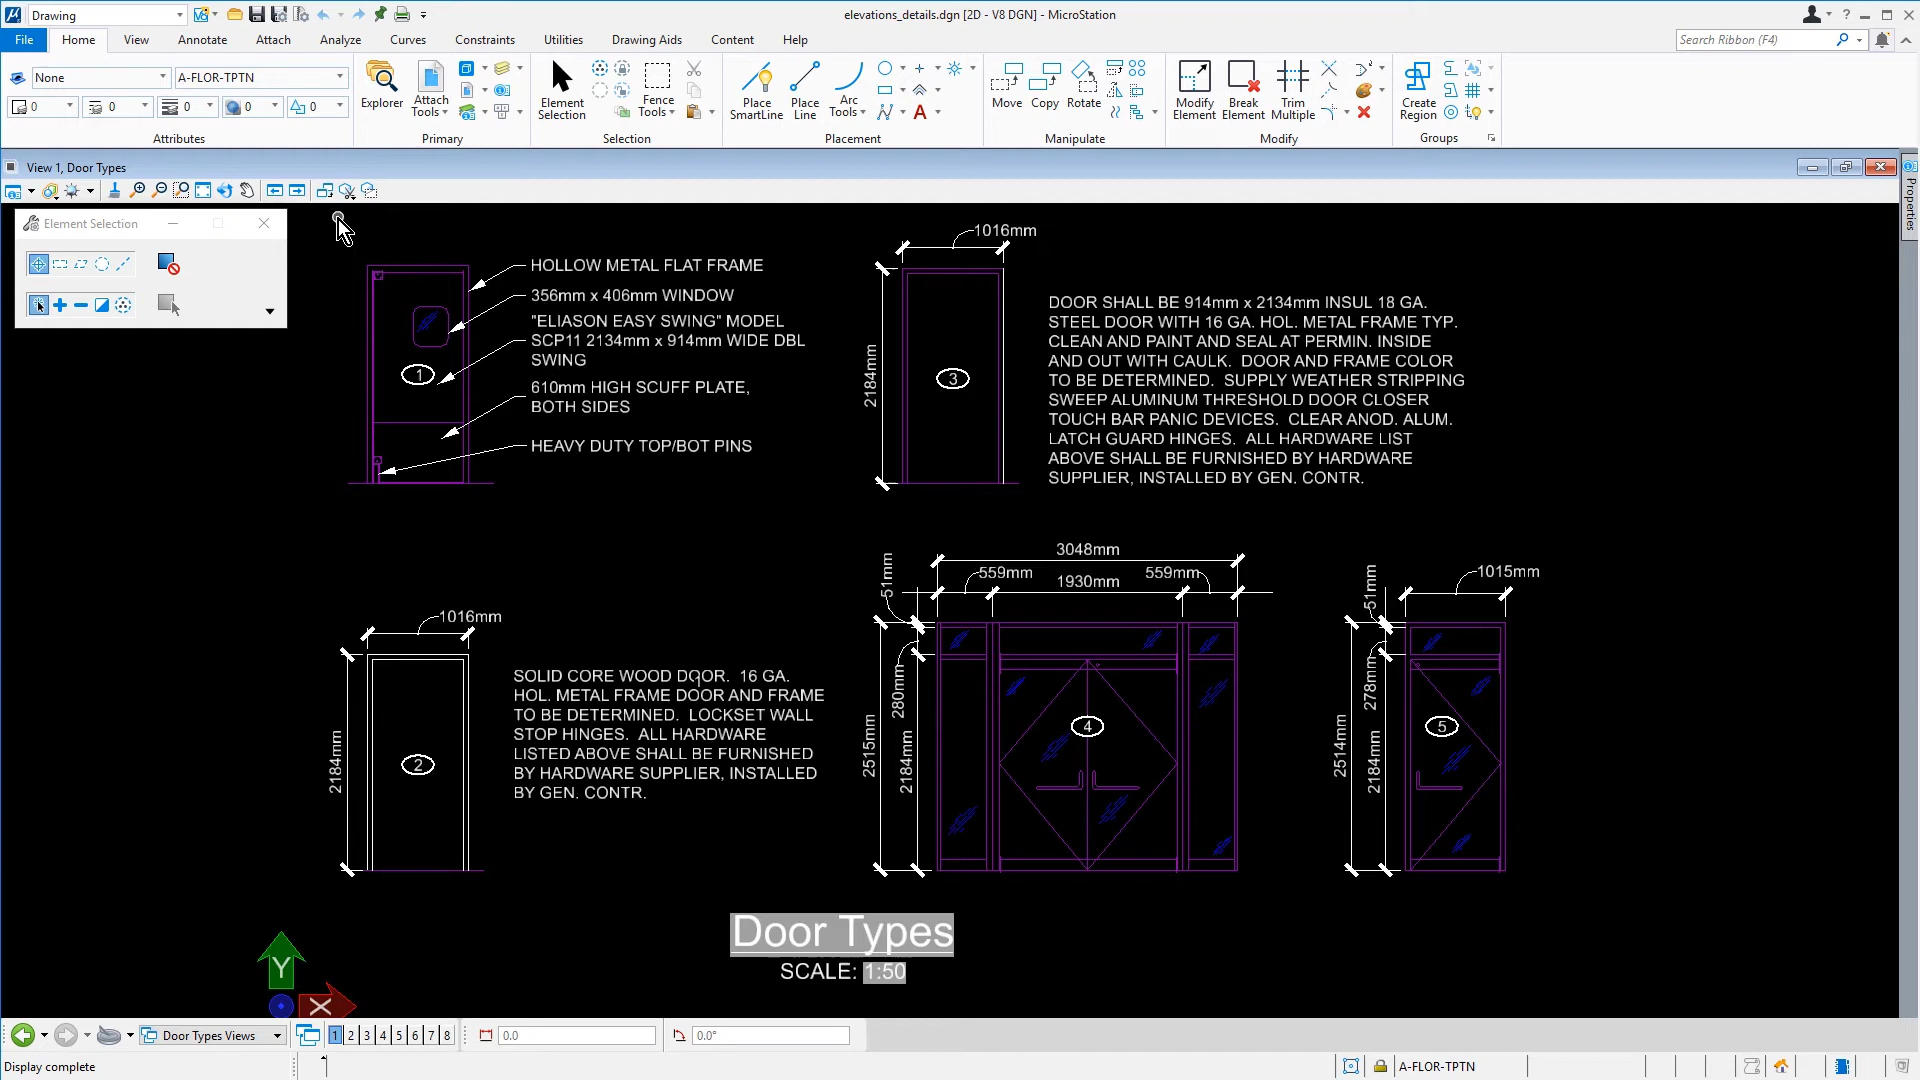 Drawing
elevations_details.dgn [2D - V8 DGN] - MicroStation
File Home View Annotate Attach Analyze Curves Constraints Utilities Drawing Aids Content Help
Search Ribbon (F4)
None A-FLOR-TPTN
0 0 0 0 0
Explorer
Attach Tools
Element Selection
Fence Tools
Place SmartLine
Place Line
Arc Tools
Move Copy Rotate
Modify Element
Break Element
Trim Multiple
Create Region
Attributes Primary Selection Placement Manipulate Modify Groups
View 1, Door Types
Properties
Element Selection
HOLLOW METAL FLAT FRAME
356mm x 406mm WINDOW
"ELIASON EASY SWING" MODEL
SCP11 2134mm x 914mm WIDE DBL
SWING
610mm HIGH SCUFF PLATE,
BOTH SIDES
HEAVY DUTY TOP/BOT PINS
1
1016mm
2184mm
3
DOOR SHALL BE 914mm x 2134mm INSUL 18 GA.
STEEL DOOR WITH 16 GA. HOL. METAL FRAME TYP.
CLEAN AND PAINT AND SEAL AT PERMIN. INSIDE
AND OUT WITH CAULK. DOOR AND FRAME COLOR
TO BE DETERMINED. SUPPLY WEATHER STRIPPING
SWEEP ALUMINUM THRESHOLD DOOR CLOSER
TOUCH BAR PANIC DEVICES. CLEAR ANOD. ALUM.
LATCH GUARD HINGES. ALL HARDWARE LIST
ABOVE SHALL BE FURNISHED BY HARDWARE
SUPPLIER, INSTALLED BY GEN. CONTR.
1016mm
2184mm
2
SOLID CORE WOOD DOOR. 16 GA.
HOL. METAL FRAME DOOR AND FRAME
TO BE DETERMINED. LOCKSET WALL
STOP HINGES. ALL HARDWARE
LISTED ABOVE SHALL BE FURNISHED
BY HARDWARE SUPPLIER, INSTALLED
BY GEN. CONTR.
3048mm
559mm 1930mm 559mm
51mm
280mm
2515mm
2184mm
4
1015mm
51mm
278mm
2514mm
2184mm
5
Door Types
SCALE: 1:50
Y
X
Door Types Views
1 2 3 4 5 6 7 8
0.0
0.0°
Display complete
A-FLOR-TPTN